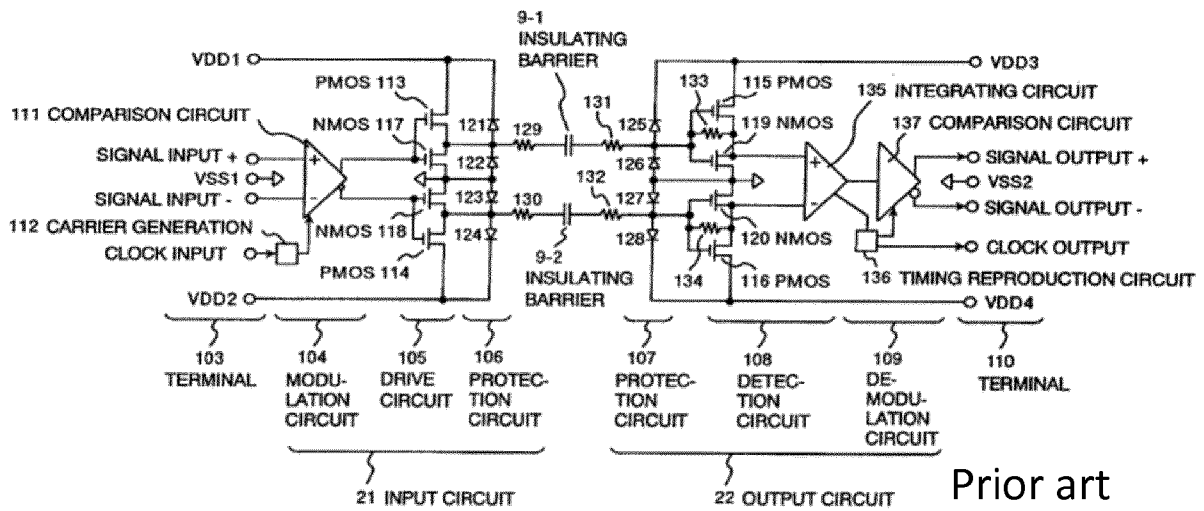 9-1
INSULATING
BARRIER
VDD1
VDD3
PMOS 113
115 PMOS
135 INTEGRATING CIRCUIT
111 COMPARISON CIRCUIT
133
NMOS 117
121
129
131
125
119 NMOS
137 COMPARISON CIRCUIT
SIGNAL INPUT +
+
122
126
+
SIGNAL OUTPUT +
VSS1
VSS2
SIGNAL INPUT -
-
123
130
132
127
-
SIGNAL OUTPUT -
112 CARRIER GENERATION
NMOS 118
124
128
120 NMOS
CLOCK INPUT
CLOCK OUTPUT
PMOS 114
9-2
INSULATING
BARRIER
134
116 PMOS
136 TIMING REPRODUCTION CIRCUIT
VDD2
VDD4
103
TERMINAL
104
MODU-
LATION
CIRCUIT
105
DRIVE
CIRCUIT
106
PROTEC-
TION
CIRCUIT
107
PROTEC-
TION
CIRCUIT
108
DETEC-
TION
CIRCUIT
109
DE-
MODU-
LATION
CIRCUIT
110
TERMINAL
21 INPUT CIRCUIT
22 OUTPUT CIRCUIT
Prior art